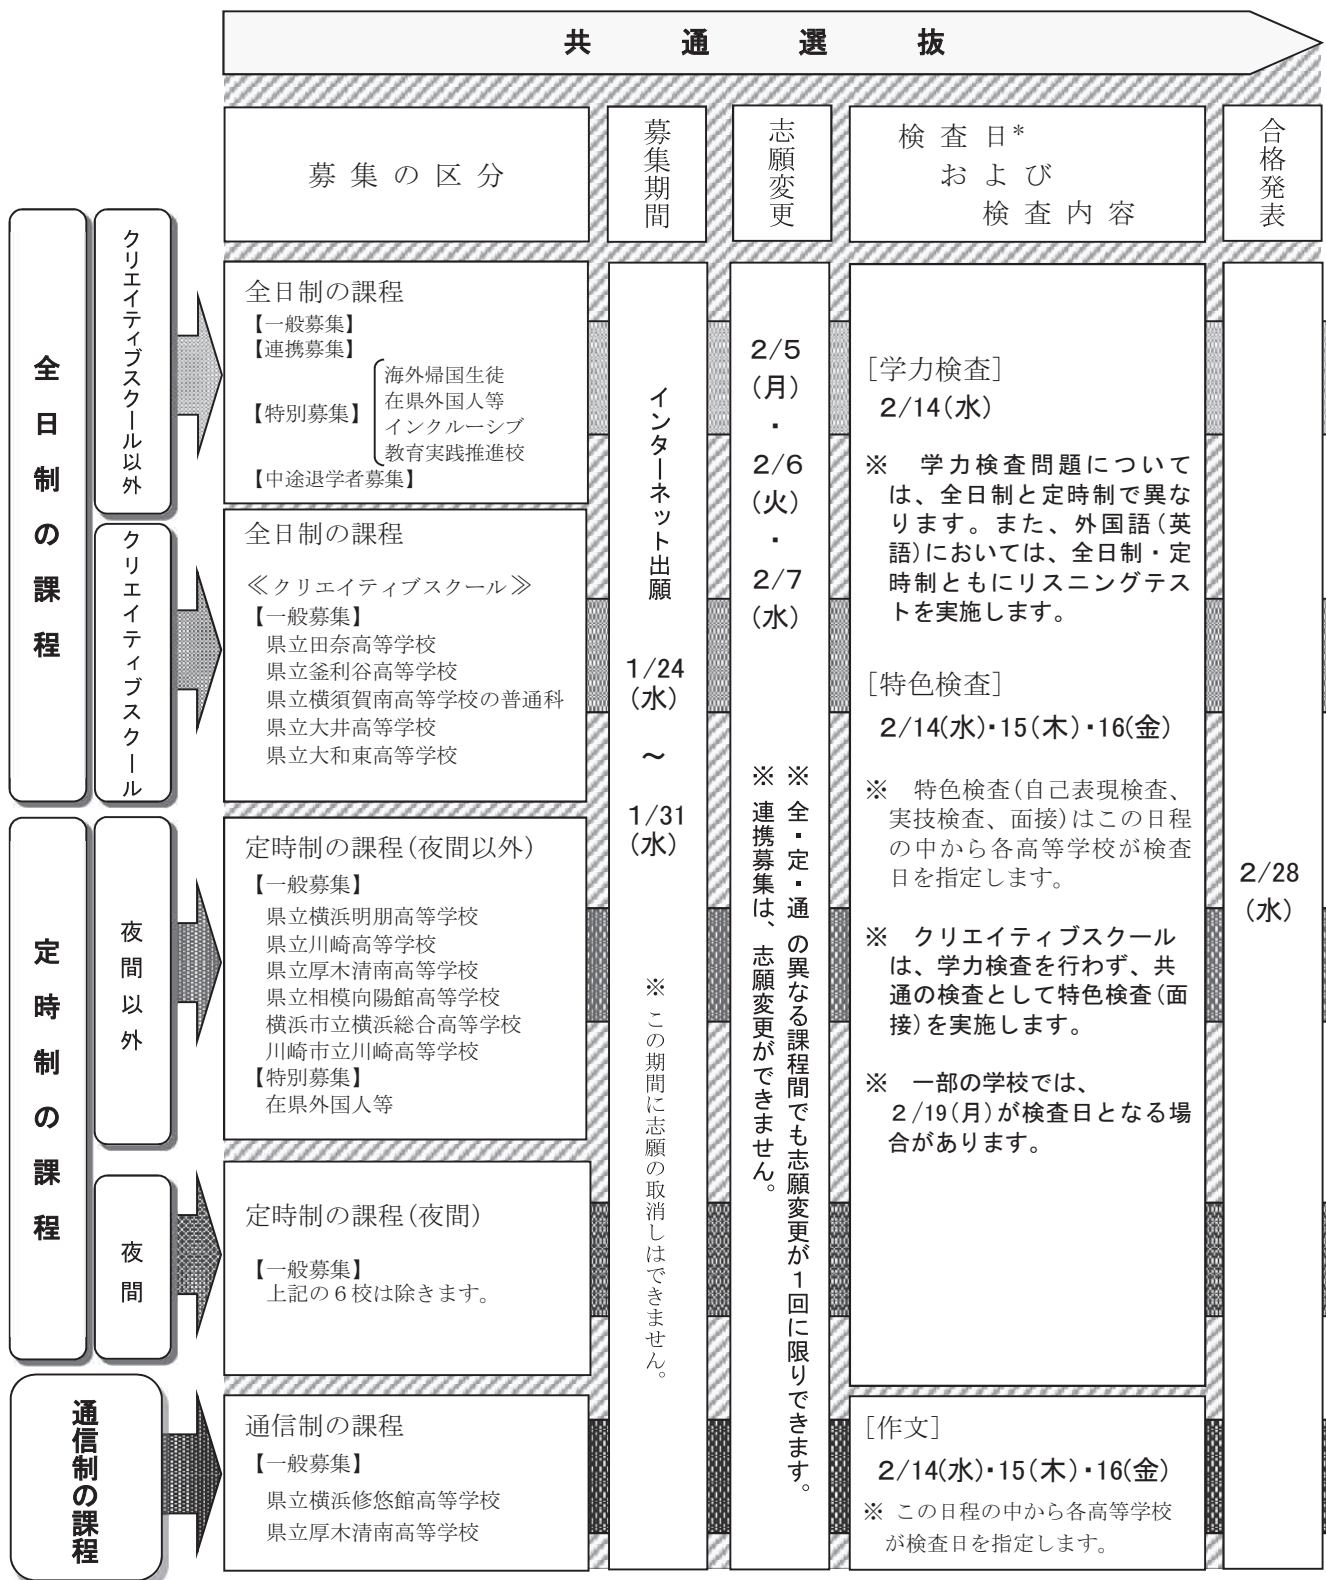 共通選抜
募集の区分
募集期間
志願変更
検査日*
および
検査内容
合格発表
全日制の課程
クリエイティブスクール以外
クリエイティブスクール
定時制の課程
夜間以外
夜間
通信制の課程
全日制の課程
【一般募集】
【連携募集】
【特別募集】
海外帰国生徒
在県外国人等
インクルーシブ
教育実践推進校
【中途退学者募集】
全日制の課程
≪クリエイティブスクール≫
【一般募集】
県立田奈高等学校
県立釜利谷高等学校
県立横須賀南高等学校の普通科
県立大井高等学校
県立大和東高等学校
定時制の課程(夜間以外)
【一般募集】
県立横浜明朋高等学校
県立川崎高等学校
県立厚木清南高等学校
県立相模向陽館高等学校
横浜市立横浜総合高等学校
川崎市立川崎高等学校
【特別募集】
在県外国人等
定時制の課程(夜間)
【一般募集】
上記の6校は除きます。
通信制の課程
【一般募集】
県立横浜修悠館高等学校
県立厚木清南高等学校
インターネット出願
1/24
(水)
~
1/31
(水)
※ この期間に志願の取消しはできません。
2/5
(月)
・
2/6
(火)
・
2/7
(水)
※ 全・定・通の異なる課程間でも志願変更が1回に限りできます。
※ 連携募集は、志願変更ができません。
[学力検査]
2/14(水)
※ 学力検査問題について
は、全日制と定時制で異な
ります。また、外国語(英
語)においては、全日制・定
時制ともにリスニングテス
トを実施します。
[特色検査]
2/14(水)・15(木)・16(金)
※ 特色検査(自己表現検査、
実技検査、面接)はこの日程
の中から各高等学校が検査
日を指定します。
※ クリエイティブスクール
は、学力検査を行わず、共
通の検査として特色検査(面
接)を実施します。
※ 一部の学校では、
2/19(月)が検査日となる場
合があります。
[作文]
2/14(水)・15(木)・16(金)
※ この日程の中から各高等学校
が検査日を指定します。
2/28
(水)